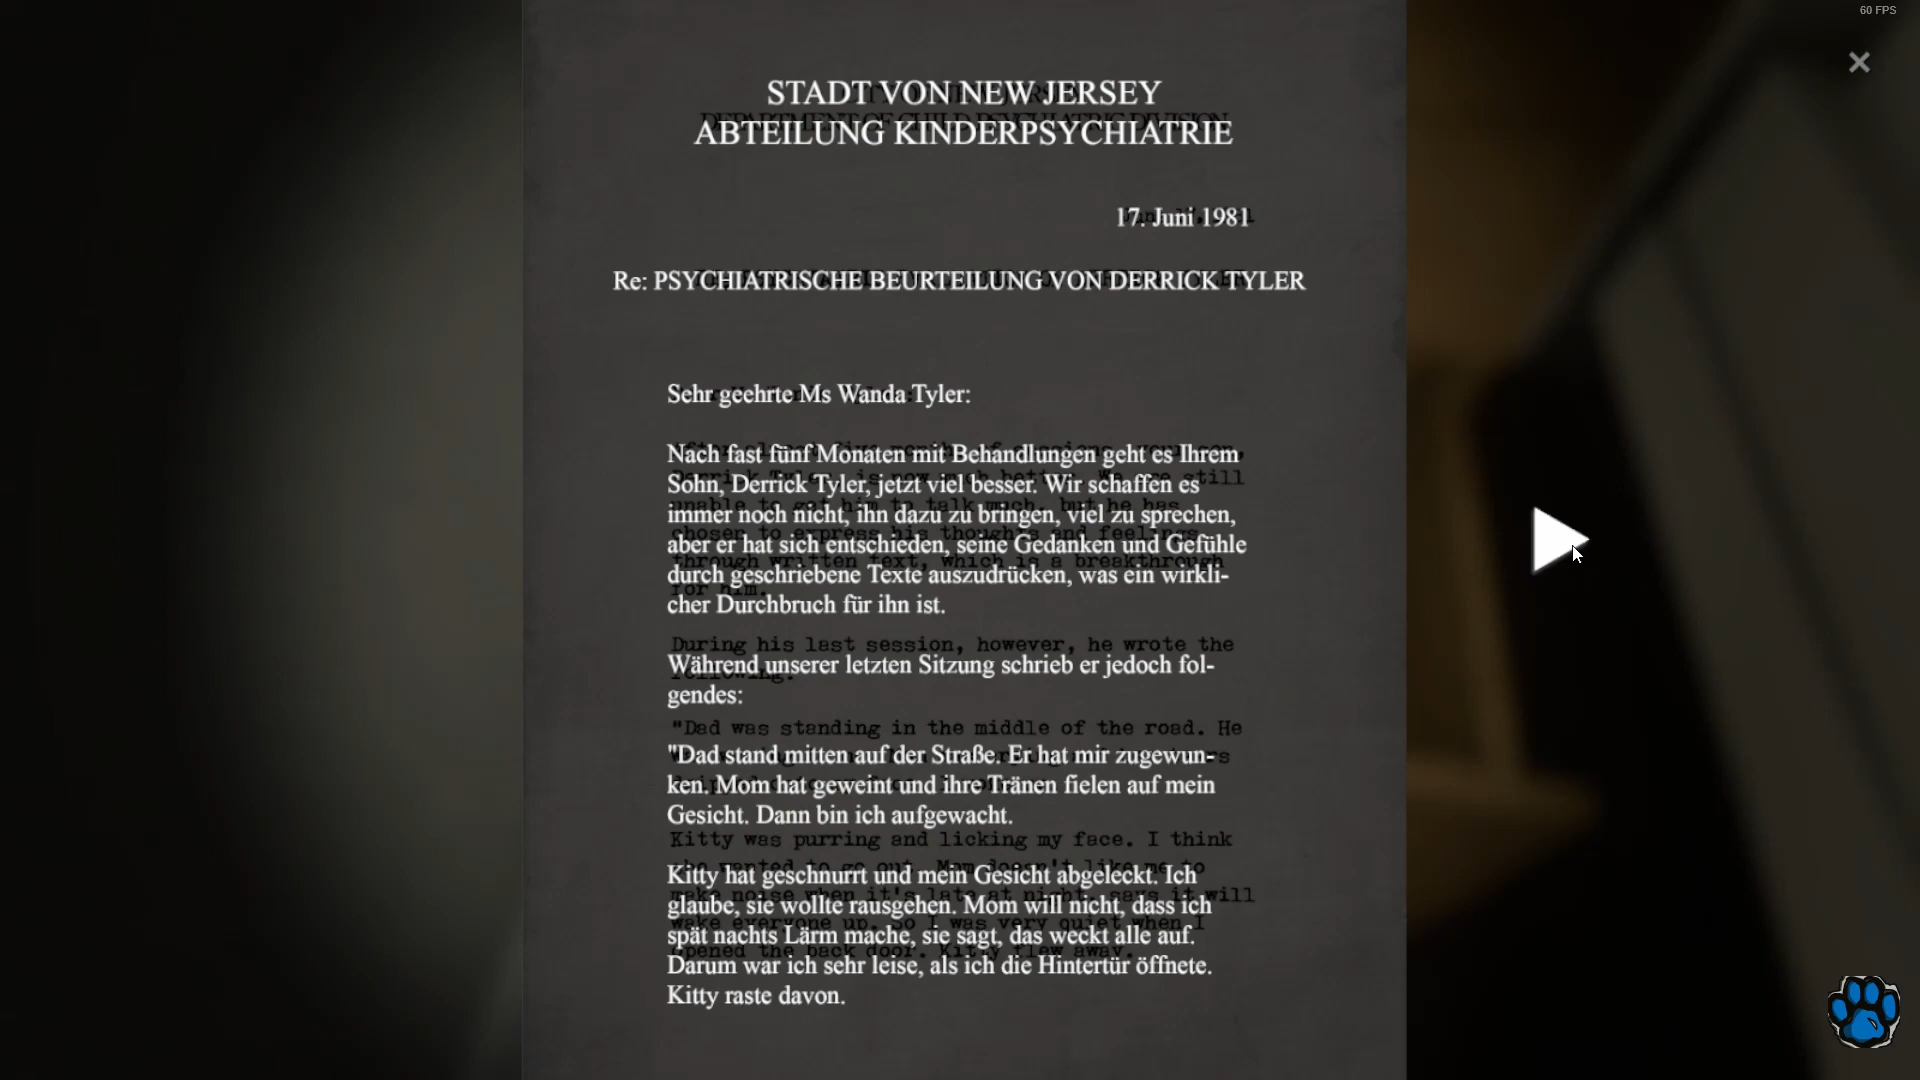 60 FPS
STADT VON NEW JERSEY
ABTEILUNG KINDERPSYCHIATRIE
17. Juni 1981
Re: PSYCHIATRISCHE BEURTEILUNG VON DERRICK TYLER
Sehr geehrte Ms Wanda Tyler:
Nach fast fünf Monaten mit Behandlungen geht es Ihrem
Sohn, Derrick Tyler, jetzt viel besser. Wir schaffen es
immer noch nicht, ihn dazu zu bringen, viel zu sprechen,
aber er hat sich entschieden, seine Gedanken und Gefühle
durch geschriebene Texte auszudrücken, was ein wirkli-
cher Durchbruch für ihn ist.
During his last session, however, he wrote the
Während unserer letzten Sitzung schrieb er jedoch fol-
gendes:
"Dad was standing in the middle of the road. He
"Dad stand mitten auf der Straße. Er hat mir zugewun-
ken. Mom hat geweint und ihre Tränen fielen auf mein
Gesicht. Dann bin ich aufgewacht.
Kitty was purring and licking my face. I think
Kitty hat geschnurrt und mein Gesicht abgeleckt. Ich
glaube, sie wollte rausgehen. Mom will nicht, dass ich
spät nachts Lärm mache, sie sagt, das weckt alle auf.
Darum war ich sehr leise, als ich die Hintertür öffnete.
Kitty raste davon.